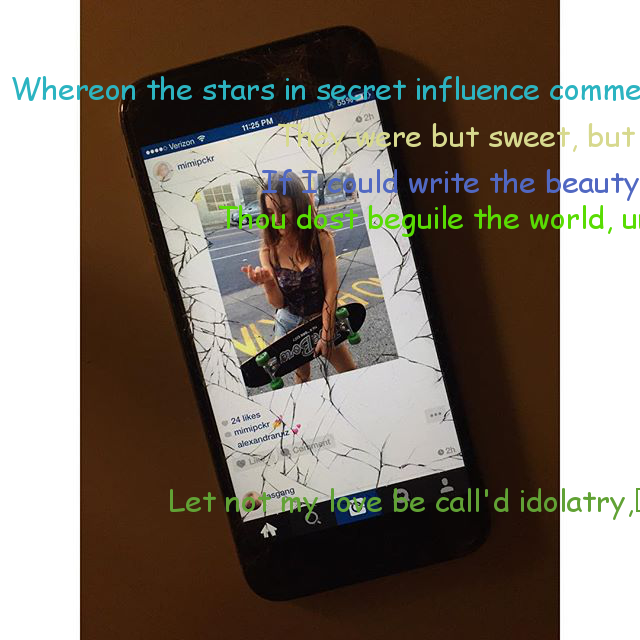 Whereon the stars in secret influence comme
55%
11:25 PM
Verizon
2h
They were but sweet, but
mimipckr
If I could write the beauty
Thou dost beguile the world, u
24 likes
mimipckr
alexandraruiz
Like
Comment
2h
asgang
Let not my love be call'd idolatry,